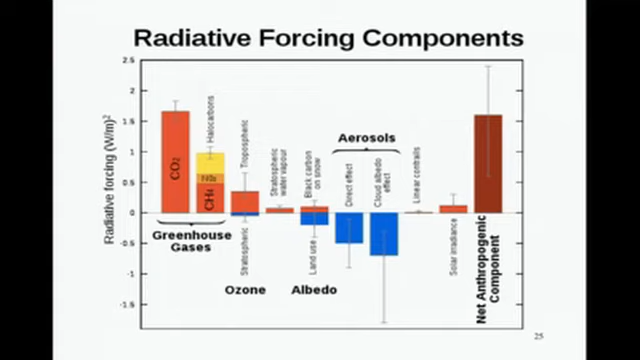 Radiative Forcing Components
Radiative forcing (W/m)²
2.5
2
1.5
1
0.5
0
-0.5
-1
-1.5
CO₂
Halocarbons
CH₄
Greenhouse
Gases
Tropospheric
Stratospheric
Ozone
Stratospheric
water vapour
Black carbon
on snow
Land use
Albedo
Aerosols
Direct effect
Cloud albedo
effect
Linear contrails
Solar irradiance
Net Anthropogenic
Component
25